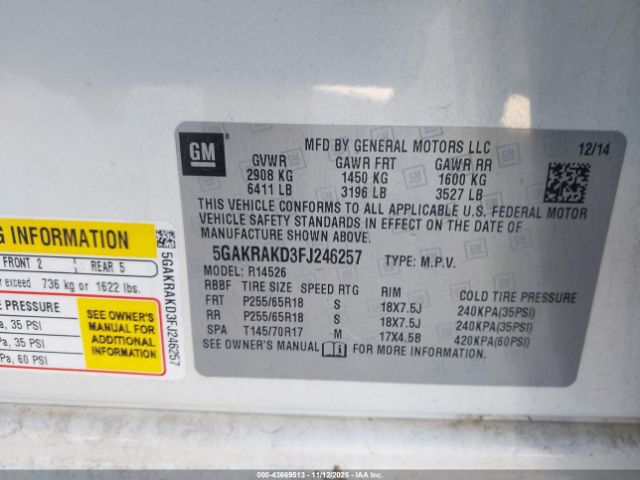 GM
MFD BY GENERAL MOTORS LLC 12/14
GVWR GAWR FRT GAWR RR
2908 KG 1450 KG 1600 KG
6411 LB 3196 LB 3527 LB
THIS VEHICLE CONFORMS TO ALL APPLICABLE U.S. FEDERAL MOTOR
VEHICLE SAFETY STANDARDS IN EFFECT ON THE DATE OF
MANUFACTURE SHOWN ABOVE.
5GAKRAKD3FJ246257 TYPE: M.P.V.
MODEL: R14526
RBBF TIRE SIZE SPEED RTG RIM COLD TIRE PRESSURE
FRT P255/65R18 S 18X7.5J 240KPA(35PSI)
RR P255/65R18 S 18X7.5J 240KPA(35PSI)
SPA T145/70R17 M 17X4.5B 420KPA(60PSI)
SEE OWNER'S MANUAL FOR MORE INFORMATION.
INFORMATION
FRONT 2 REAR 5
exceed 736 kg or 1622 lbs.
PRESSURE
35 PSI
35 PSI
60 PSI
SEE OWNER'S
MANUAL FOR
ADDITIONAL
INFORMATION
5GAKRAKD3FJ246257
000-43669513 - 11/12/2025 - IAAI.COM